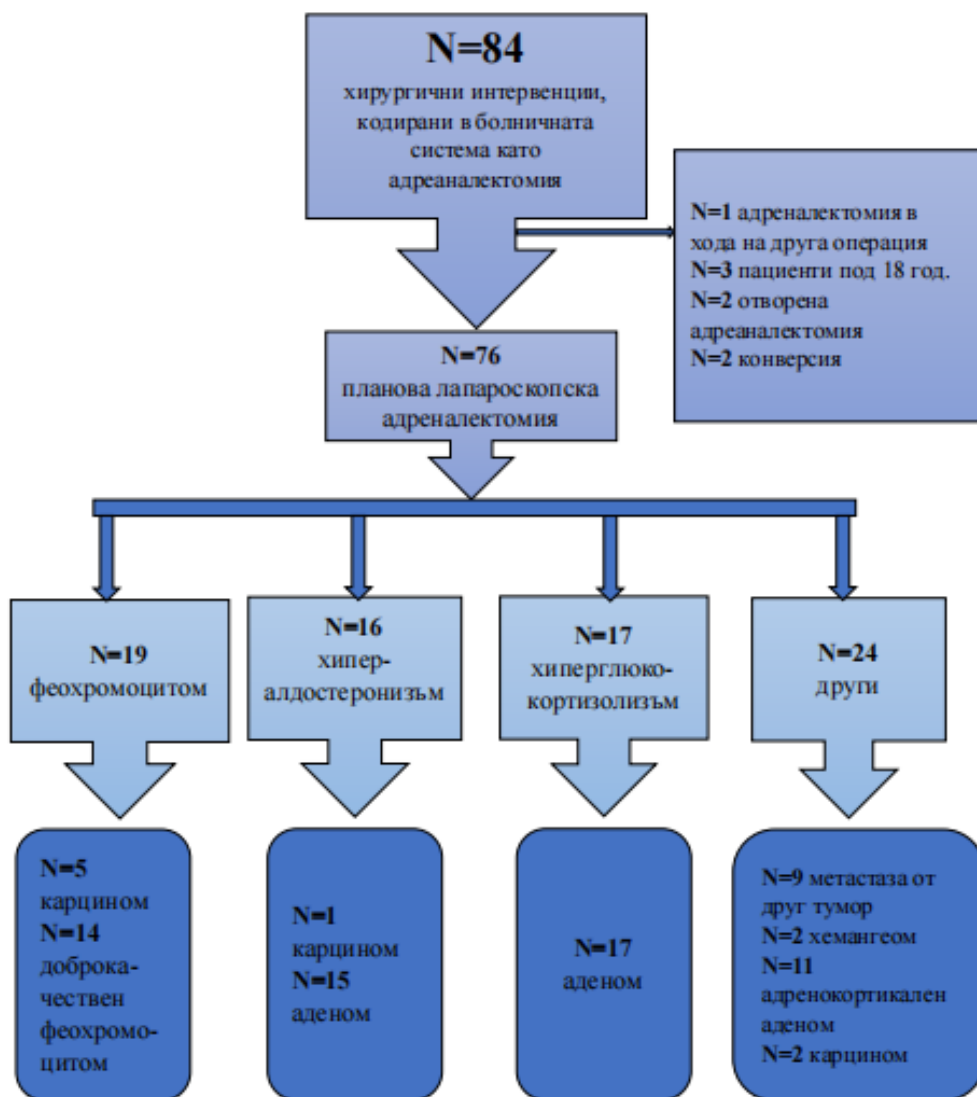 N=84
хирургични интервенции,
кодирани в болничната
система като
адреаналектомия
N=1 адреналектомия в
хода на друга операция
N=3 пациенти под 18 год.
N=2 отворена
адреаналектомия
N=2 конверсия
N=76
планова лапароскопска
адреналектомия
N=19
феохромоцитом
N=16
хипер-
алдостеронизъм
N=17
хиперглюко-
кортизолизъм
N=24
други
N=5
карцином
N=14
доброка-
чествен
феохромо-
цитом
N=1
карцином
N=15
аденом
N=17
аденом
N=9 метастаза от
друг тумор
N=2 хемангеом
N=11
адренокортикален
аденом
N=2 карцином